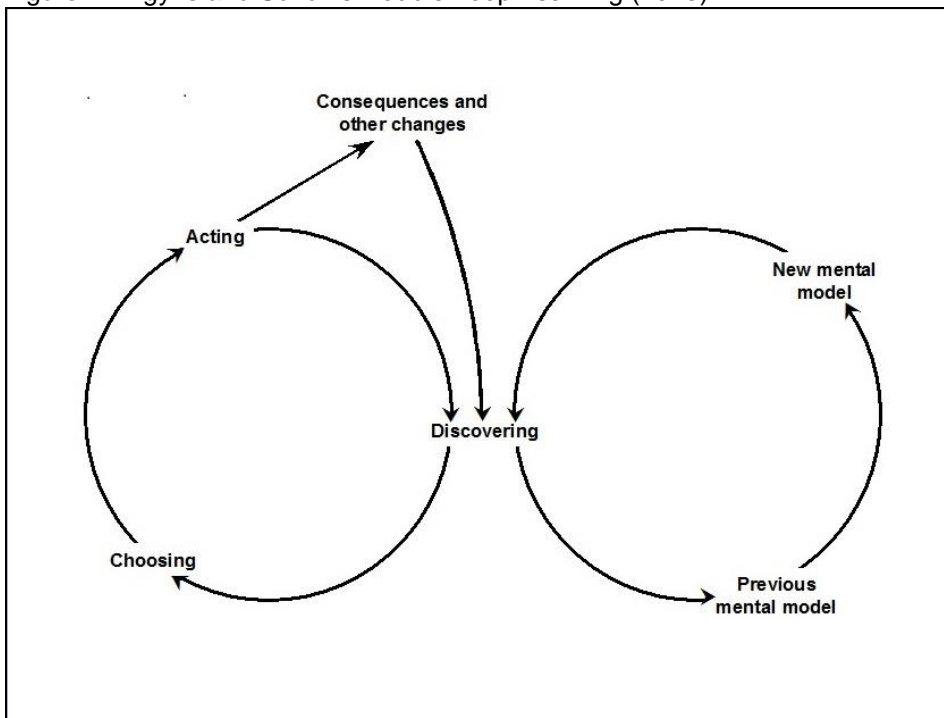 Consequences and
other changes
Acting
New mental
model
Discovering
Choosing
Previous
mental model